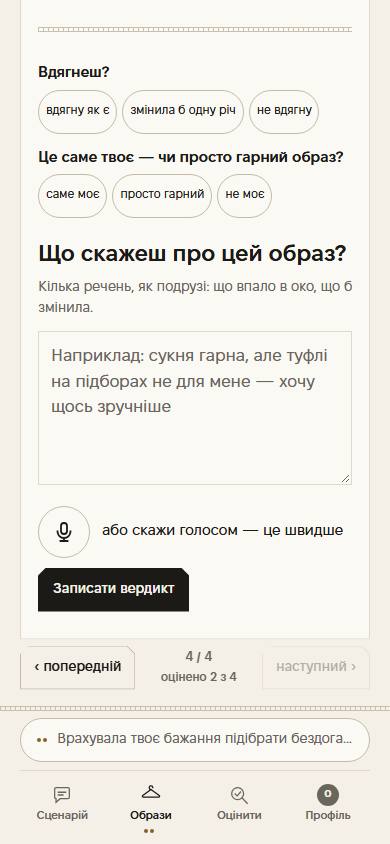 Вдягнеш?
вдягну як є
змінила б одну річ
не вдягну
Це саме твоє — чи просто гарний образ?
саме моє
просто гарний
не моє
Що скажеш про цей образ?
Кілька речень, як подрузі: що впало в око, що б
змінила.
Наприклад: сукня гарна, але туфлі
на підборах не для мене — хочу
щось зручніше
або скажи голосом — це швидше
Записати вердикт
‹ попередній
4 / 4
оцінено 2 з 4
наступний ›
Врахувала твоє бажання підібрати бездога...
Сценарій
Образи
Оцінити
О
Профіль